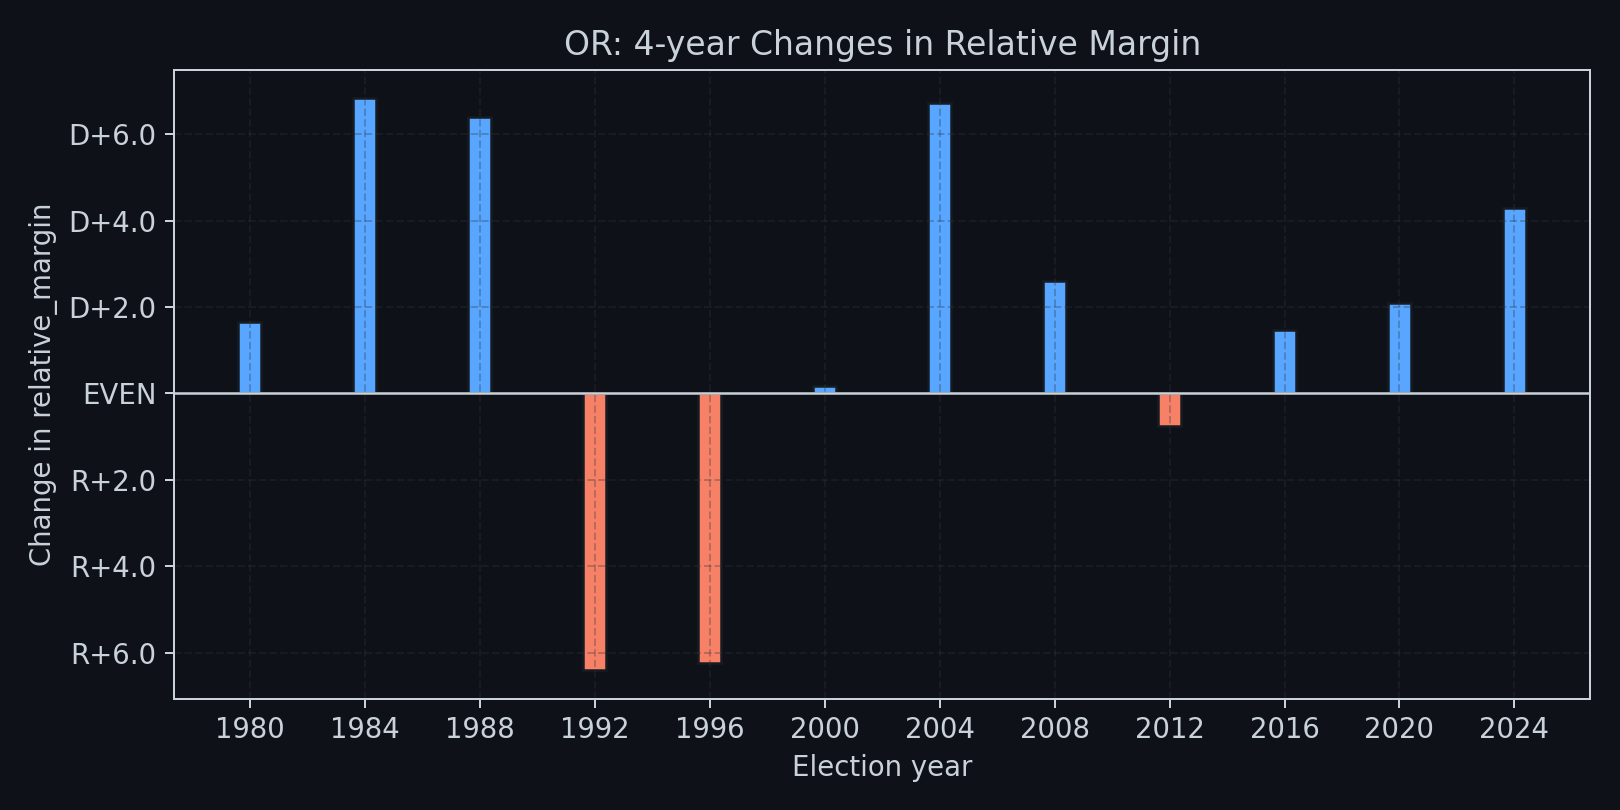 OR: 4-year Changes in Relative Margin
Change in relative_margin
D+6.0
D+4.0
D+2.0
EVEN
R+2.0
R+4.0
R+6.0
1980 1984 1988 1992 1996 2000 2004 2008 2012 2016 2020 2024
Election year